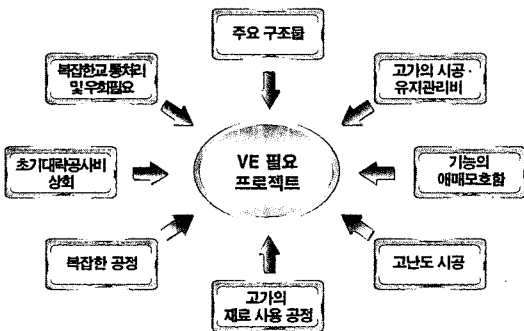 주요 구조물
복잡한교 통처리
및 우회필요
고가의 시공·
유지관리비
초기대략공사비
상회
VE 필요
프로젝트
기능의
애매모호함
복잡한 공정
고가의
재료 사용 공정
고난도 시공